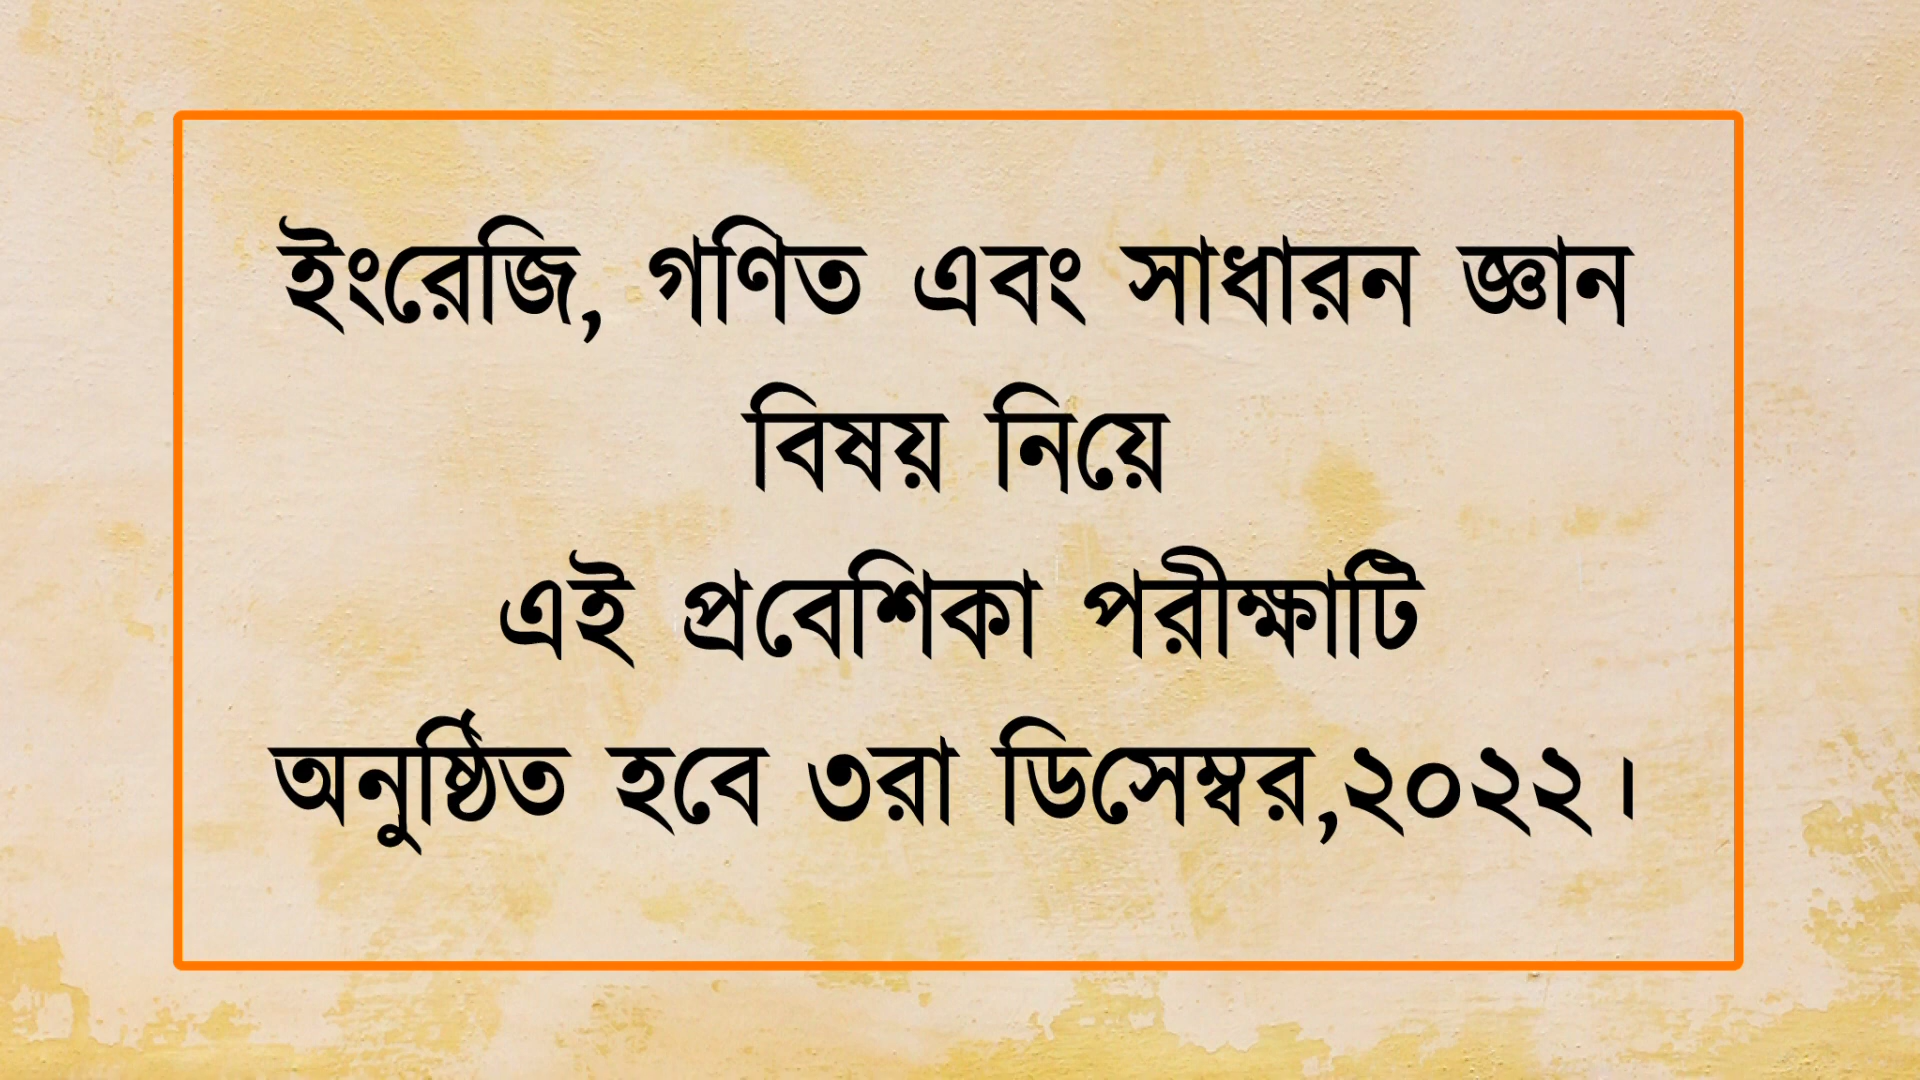 ইংরেজি, গণিত এবং সাধারন জ্ঞান
বিষয় নিয়ে
এই প্রবেশিকা পরীক্ষাটি
অনুষ্ঠিত হবে ৩রা ডিসেম্বর,২০২২।